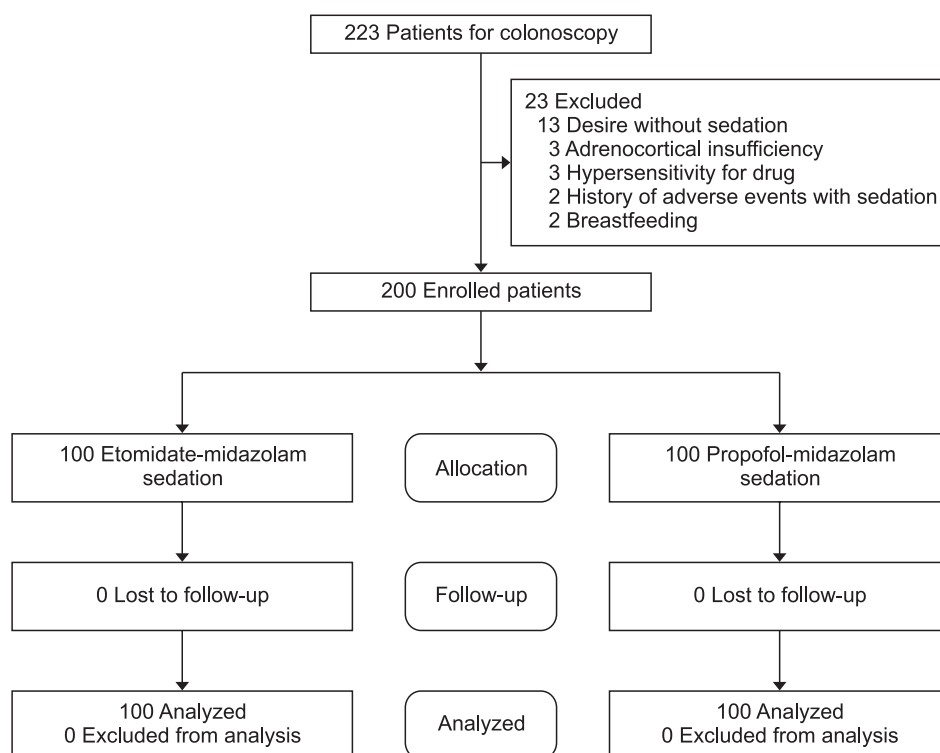 223 Patients for colonoscopy
23 Excluded
13 Desire without sedation
3 Adrenocortical insufficiency
3 Hypersensitivity for drug
2 History of adverse events with sedation
2 Breastfeeding
200 Enrolled patients
100 Etomidate-midazolam
sedation
Allocation
100 Propofol-midazolam
sedation
0 Lost to follow-up
Follow-up
0 Lost to follow-up
100 Analyzed
0 Excluded from analysis
Analyzed
100 Analyzed
0 Excluded from analysis